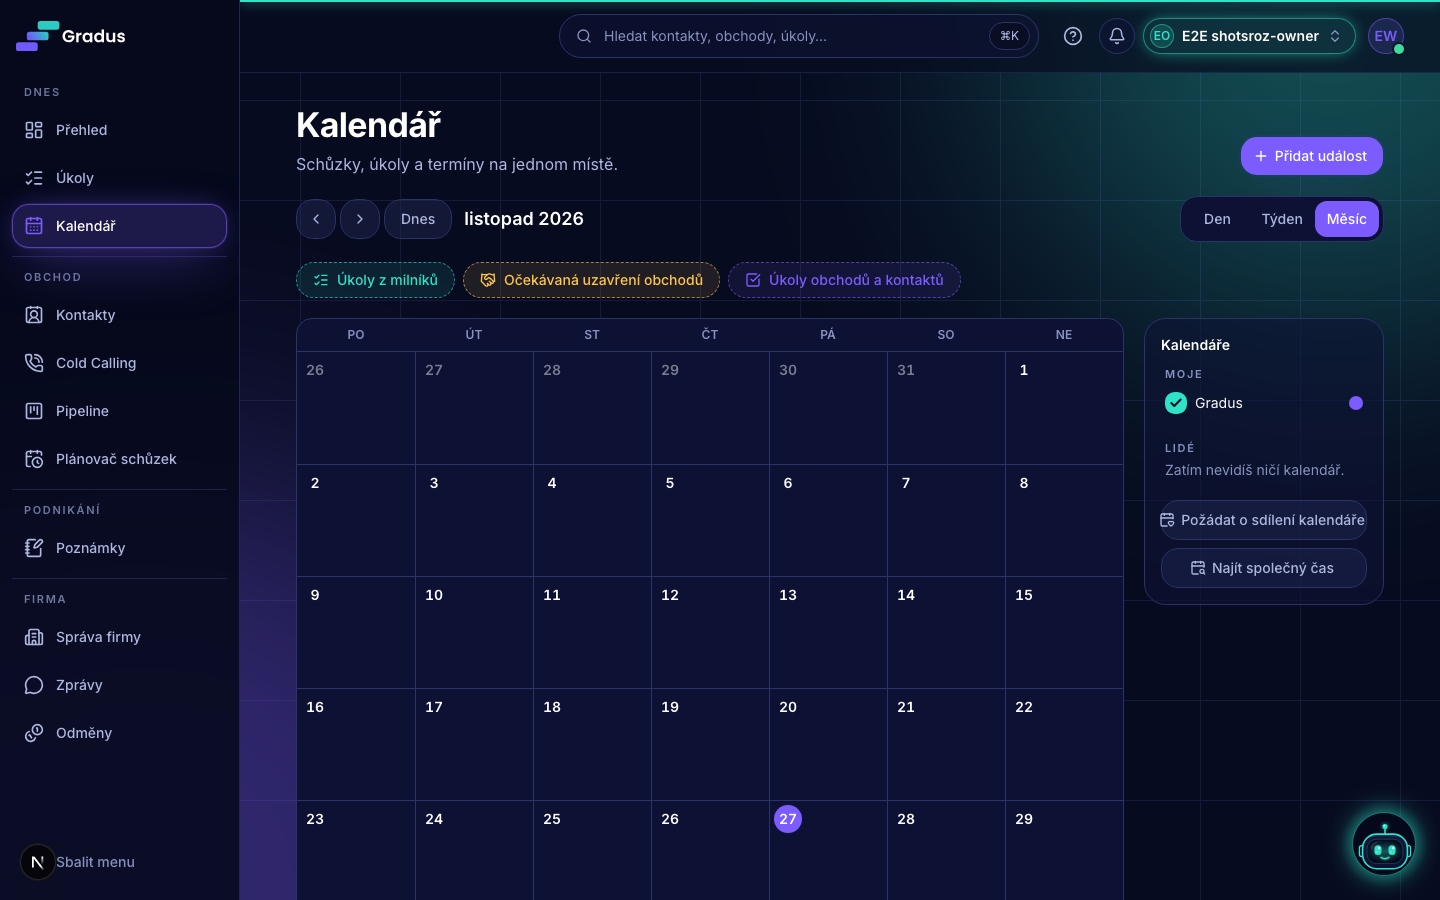 Gradus
DNES
Přehled
Úkoly
Kalendář
OBCHOD
Kontakty
Cold Calling
Pipeline
Plánovač schůzek
PODNIKÁNÍ
Poznámky
FIRMA
Správa firmy
Zprávy
Odměny
N Sbalit menu
Hledat kontakty, obchody, úkoly... ⌘K
EO E2E shotsroz-owner
EW
Kalendář
Schůzky, úkoly a termíny na jednom místě.
+ Přidat událost
Dnes listopad 2026
Den Týden Měsíc
Úkoly z milníků Očekávaná uzavření obchodů Úkoly obchodů a kontaktů
PO ÚT ST ČT PÁ SO NE
26 27 28 29 30 31 1
2 3 4 5 6 7 8
9 10 11 12 13 14 15
16 17 18 19 20 21 22
23 24 25 26 27 28 29
Kalendáře
MOJE
Gradus
LIDÉ
Zatím nevidíš ničí kalendář.
Požádat o sdílení kalendáře
Najít společný čas